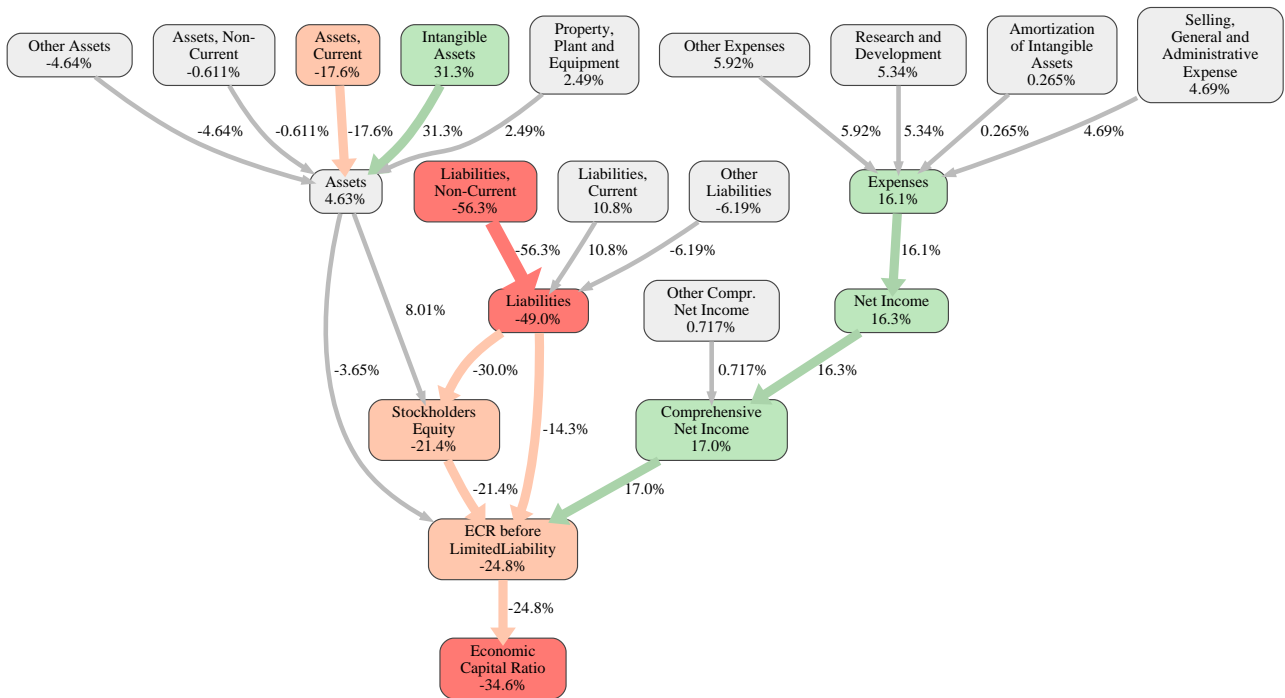 Other Assets
-4.64%
Assets, Non-
Current
-0.611%
Assets,
Current
-17.6%
Intangible
Assets
31.3%
Property,
Plant and
Equipment
2.49%
Other Expenses
5.92%
Research and
Development
5.34%
Amortization
of Intangible
Assets
0.265%
Selling,
General and
Administrative
Expense
4.69%
-4.64%
-0.611%
-17.6%
31.3%
2.49%
5.92%
5.34%
0.265%
4.69%
Assets
4.63%
Liabilities,
Non-Current
-56.3%
Liabilities,
Current
10.8%
Other
Liabilities
-6.19%
Expenses
16.1%
-56.3%
10.8%
-6.19%
16.1%
Liabilities
-49.0%
Other Compr.
Net Income
0.717%
Net Income
16.3%
8.01%
-3.65%
-30.0%
-14.3%
0.717%
16.3%
Stockholders
Equity
-21.4%
Comprehensive
Net Income
17.0%
-21.4%
17.0%
ECR before
LimitedLiability
-24.8%
-24.8%
Economic
Capital Ratio
-34.6%